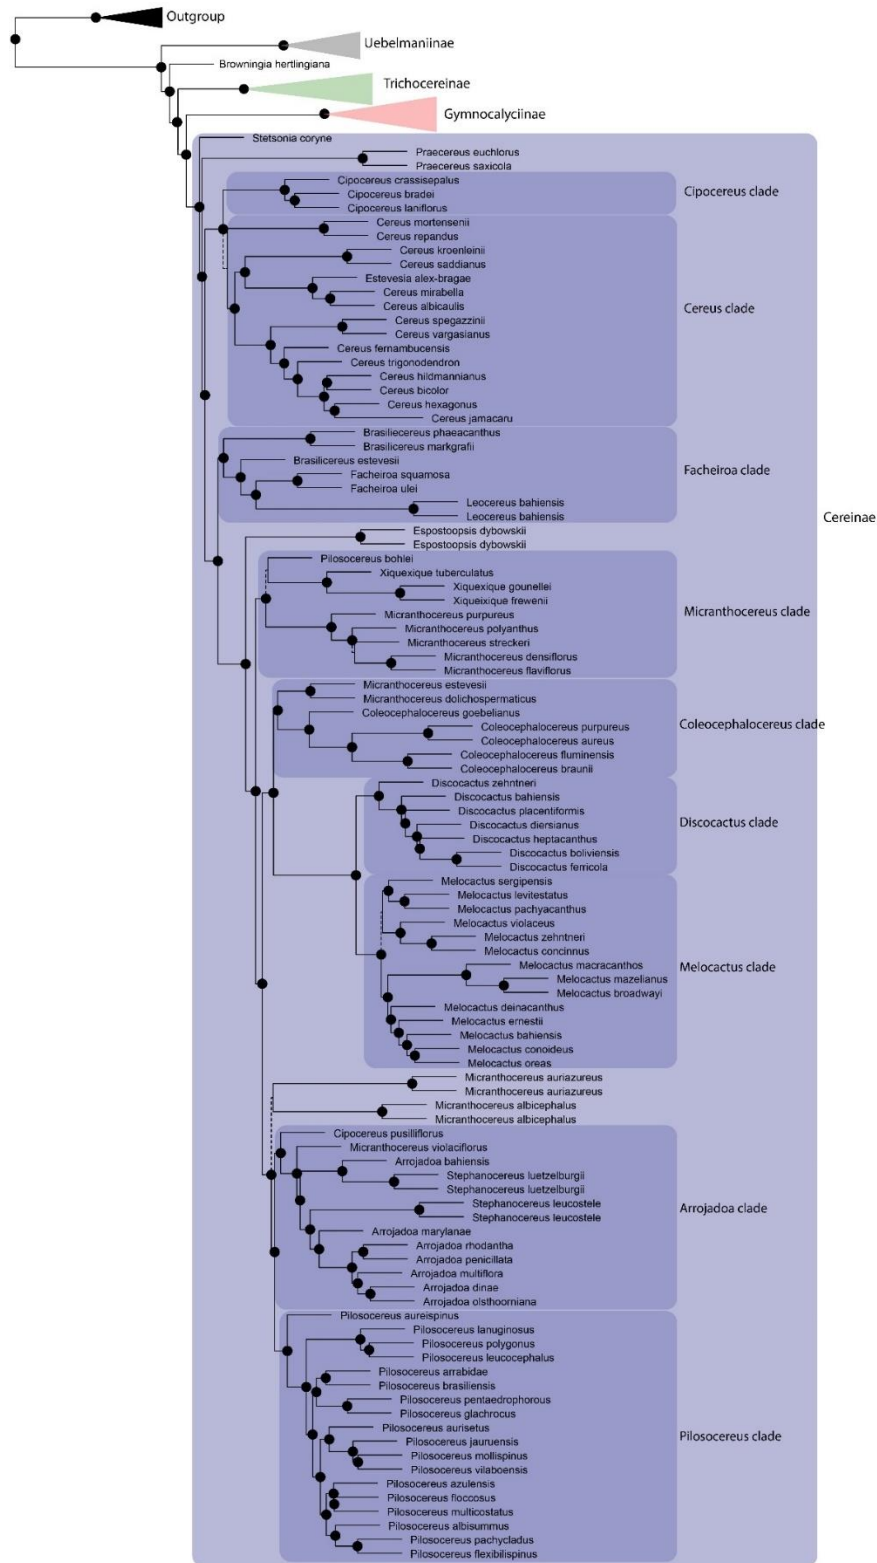 Outgroup
Uebelmaniinae
Browningia hertlingiana
Trichocereinae
Gymnocalyciinae
Stetsonia coryne
Praecereus euchlorus
Praecereus saxicola
Cipocereus crassisepalus
Cipocereus bradei
Cipocereus clade
Cipocereus laniflorus
Cereus mortensenii
Cereus repandus
Cereus kroenleinii
Cereus saddianus
Estevesia alex-bragae
Cereus mirabella
Cereus albicaulis
Cereus clade
Cereus spegazzinii
Cereus vargasianus
Cereus fernambucensis
Cereus trigonodendron
Cereus hildmannianus
Cereus bicolor
Cereus hexagonus
Cereus jamacaru
Brasiliecereus phaeacanthus
Brasilicereus markgrafii
Brasilicereus estevesii
Facheiroa squamosa
Facheiroa clade
Facheiroa ulei
Leocereus bahiensis
Leocereus bahiensis
Cereinae
Espostoopsis dybowskii
Espostoopsis dybowskii
Pilosocereus bohlei
Xiquexique tuberculatus
Xiquexique gounellei
Xiqueixique frewenii
Micranthocereus clade
Micranthocereus purpureus
Micranthocereus polyanthus
Micranthocereus streckeri
Micranthocereus densiflorus
Micranthocereus flaviflorus
Micranthocereus estevesii
Micranthocereus dolichospermaticus
Coleocephalocereus goebelianus
Coleocephalocereus clade
Coleocephalocereus purpureus
Coleocephalocereus aureus
Coleocephalocereus fluminensis
Coleocephalocereus braunii
Discocactus zehntneri
Discocactus bahiensis
Discocactus placentiformis
Discocactus clade
Discocactus diersianus
Discocactus heptacanthus
Discocactus boliviensis
Discocactus ferricola
Melocactus sergipensis
Melocactus levitestatus
Melocactus pachyacanthus
Melocactus violaceus
Melocactus zehntneri
Melocactus concinnus
Melocactus macracanthos
Melocactus clade
Melocactus mazelianus
Melocactus broadwayi
Melocactus deinacanthus
Melocactus ernestii
Melocactus bahiensis
Melocactus conoideus
Melocactus oreas
Micranthocereus auriazureus
Micranthocereus auriazureus
Micranthocereus albicephalus
Micranthocereus albicephalus
Cipocereus pusilliflorus
Micranthocereus violaciflorus
Arrojadoa bahiensis
Stephanocereus luetzelburgii
Stephanocereus luetzelburgii
Stephanocereus leucostele
Arrojadoa clade
Stephanocereus leucostele
Arrojadoa marylanae
Arrojadoa rhodantha
Arrojadoa penicillata
Arrojadoa multiflora
Arrojadoa dinae
Arrojadoa olsthoorniana
Pilosocereus aureispinus
Pilosocereus lanuginosus
Pilosocereus polygonus
Pilosocereus leucocephalus
Pilosocereus arrabidae
Pilosocereus brasiliensis
Pilosocereus pentaedrophorous
Pilosocereus glachrocus
Pilosocereus aurisetus
Pilosocereus clade
Pilosocereus jauruensis
Pilosocereus mollispinus
Pilosocereus vilaboensis
Pilosocereus azulensis
Pilosocereus floccosus
Pilosocereus multicostatus
Pilosocereus albisummus
Pilosocereus pachycladus
Pilosocereus flexibilispinus